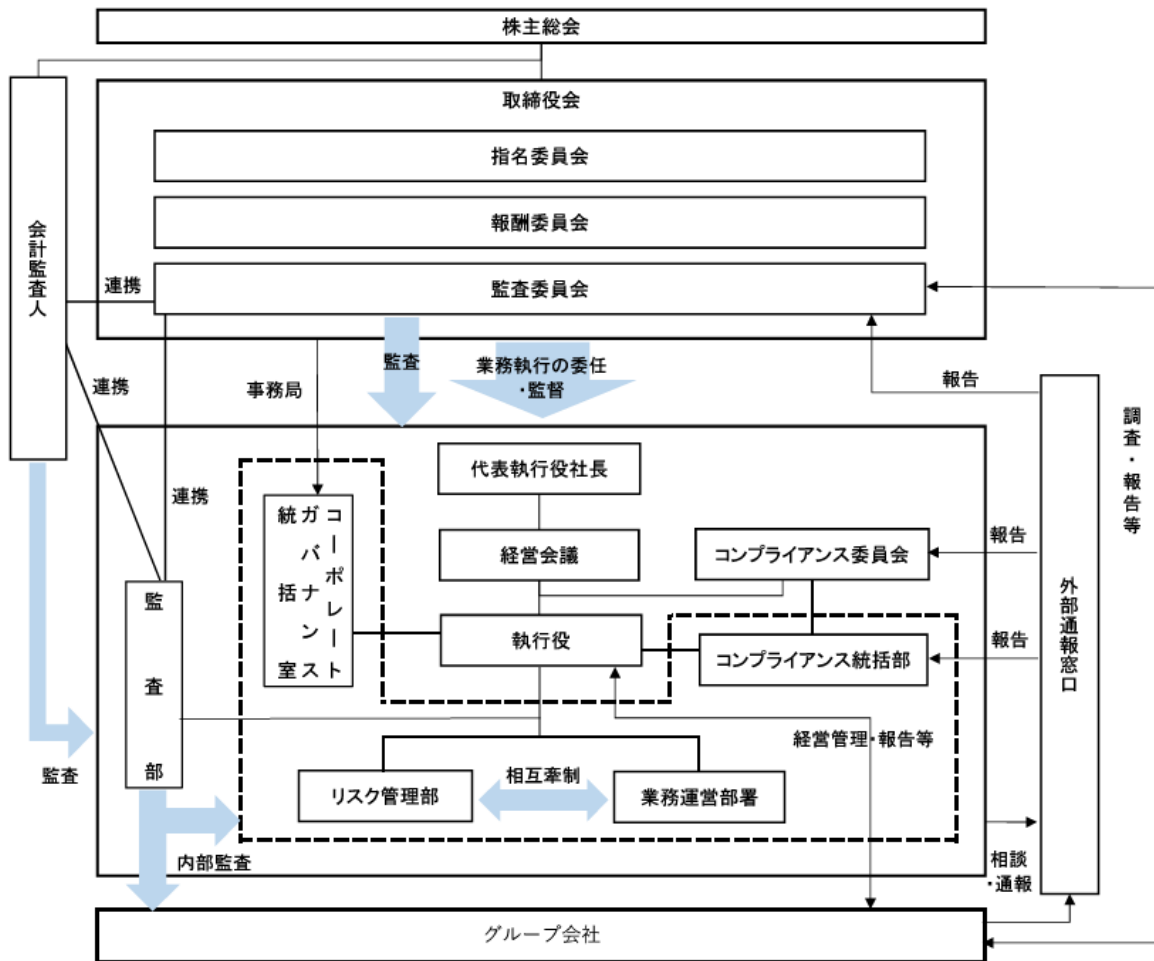 株主総会
取締役会
指名委員会
報酬委員会
監査委員会
会計監査人
連携
監査
業務執行の委任
・監督
連携
事務局
報告
調査・報告等
代表執行役社長
連携
コーポレート
ガバナンス
統括室
経営会議
コンプライアンス委員会
報告
外部通報窓口
監査部
執行役
コンプライアンス統括部
報告
経営管理・報告等
監査
リスク管理部
相互牽制
業務運営部署
内部監査
相談
・通報
グループ会社